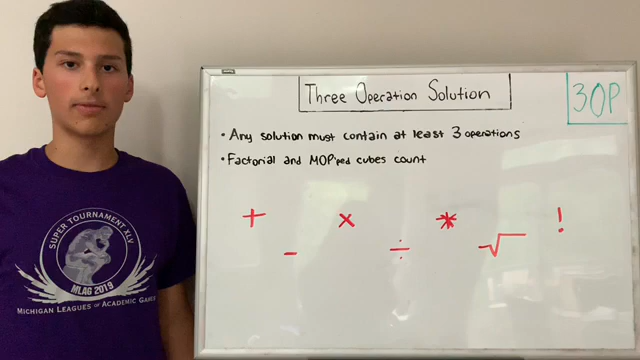 Three Operation Solution
3OP
• Any solution must contain at least 3 operations
• Factorial and MOP'ped cubes count
+ - × ÷ * √ !
SUPER TOURNAMENT XLV
MLAG 2019
MICHIGAN LEAGUES OF ACADEMIC GAMES